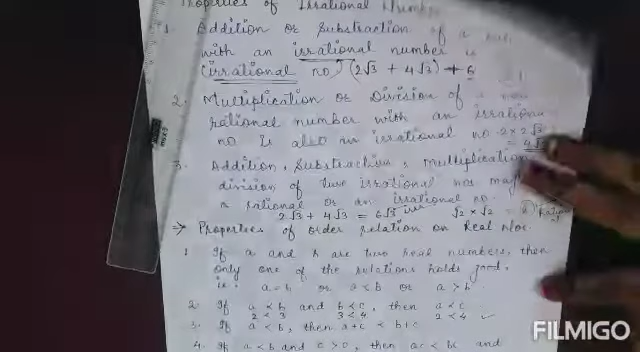 Properties of Irrational Number
1. Addition or Substraction of a
with an irrational number is
irrational no. (2√3 + 4√3) + 6
2. Multiplication or Division of a
rational number with an irrational
no is also an irrational no. 2 × 2√3
= 4√3
3. Addition, Substraction, Multiplication,
division of two irrational nos may
a rational or an irrational no.
2√3 + 4√3 = 6√3 √2 × √2 = 2
⇒ Properties of order relation on Real Nos.
1. If a and b are two real numbers, then
only one of the relations holds good,
i.e. a = b or a < b or a > b
2. If a < b and b < c, then a < c
2 < 3 3 < 4 2 < 4
3. If a < b, then a + c < b + c
4. If a < b and c > 0, then ac < bc and
FILMIGO